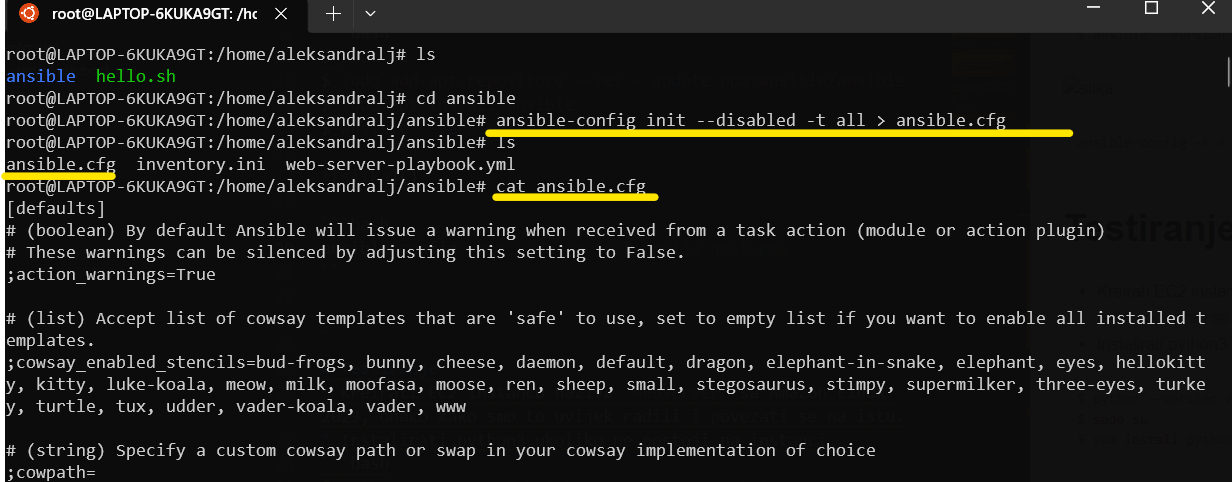 root@LAPTOP-6KUKA9GT: /hc
root@LAPTOP-6KUKA9GT:/home/aleksandralj# ls
ansible  hello.sh
root@LAPTOP-6KUKA9GT:/home/aleksandralj# cd ansible
root@LAPTOP-6KUKA9GT:/home/aleksandralj/ansible# ansible-config init --disabled -t all > ansible.cfg
root@LAPTOP-6KUKA9GT:/home/aleksandralj/ansible# ls
ansible.cfg  inventory.ini  web-server-playbook.yml
root@LAPTOP-6KUKA9GT:/home/aleksandralj/ansible# cat ansible.cfg
[defaults]
# (boolean) By default Ansible will issue a warning when received from a task action (module or action plugin)
# These warnings can be silenced by adjusting this setting to False.
;action_warnings=True
# (list) Accept list of cowsay templates that are 'safe' to use, set to empty list if you want to enable all installed t
emplates.
;cowsay_enabled_stencils=bud-frogs, bunny, cheese, daemon, default, dragon, elephant-in-snake, elephant, eyes, hellokitt
y, kitty, luke-koala, meow, milk, moofasa, moose, ren, sheep, small, stegosaurus, stimpy, supermilker, three-eyes, turke
y, turtle, tux, udder, vader-koala, vader, www
# (string) Specify a custom cowsay path or swap in your cowsay implementation of choice
;cowpath=